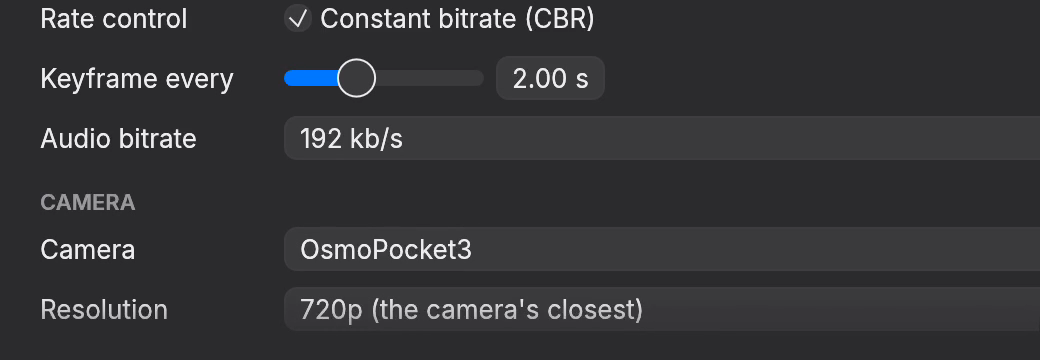 Rate control
Constant bitrate (CBR)
Keyframe every
2.00 s
Audio bitrate
192 kb/s
CAMERA
Camera
OsmoPocket3
Resolution
720p (the camera's closest)